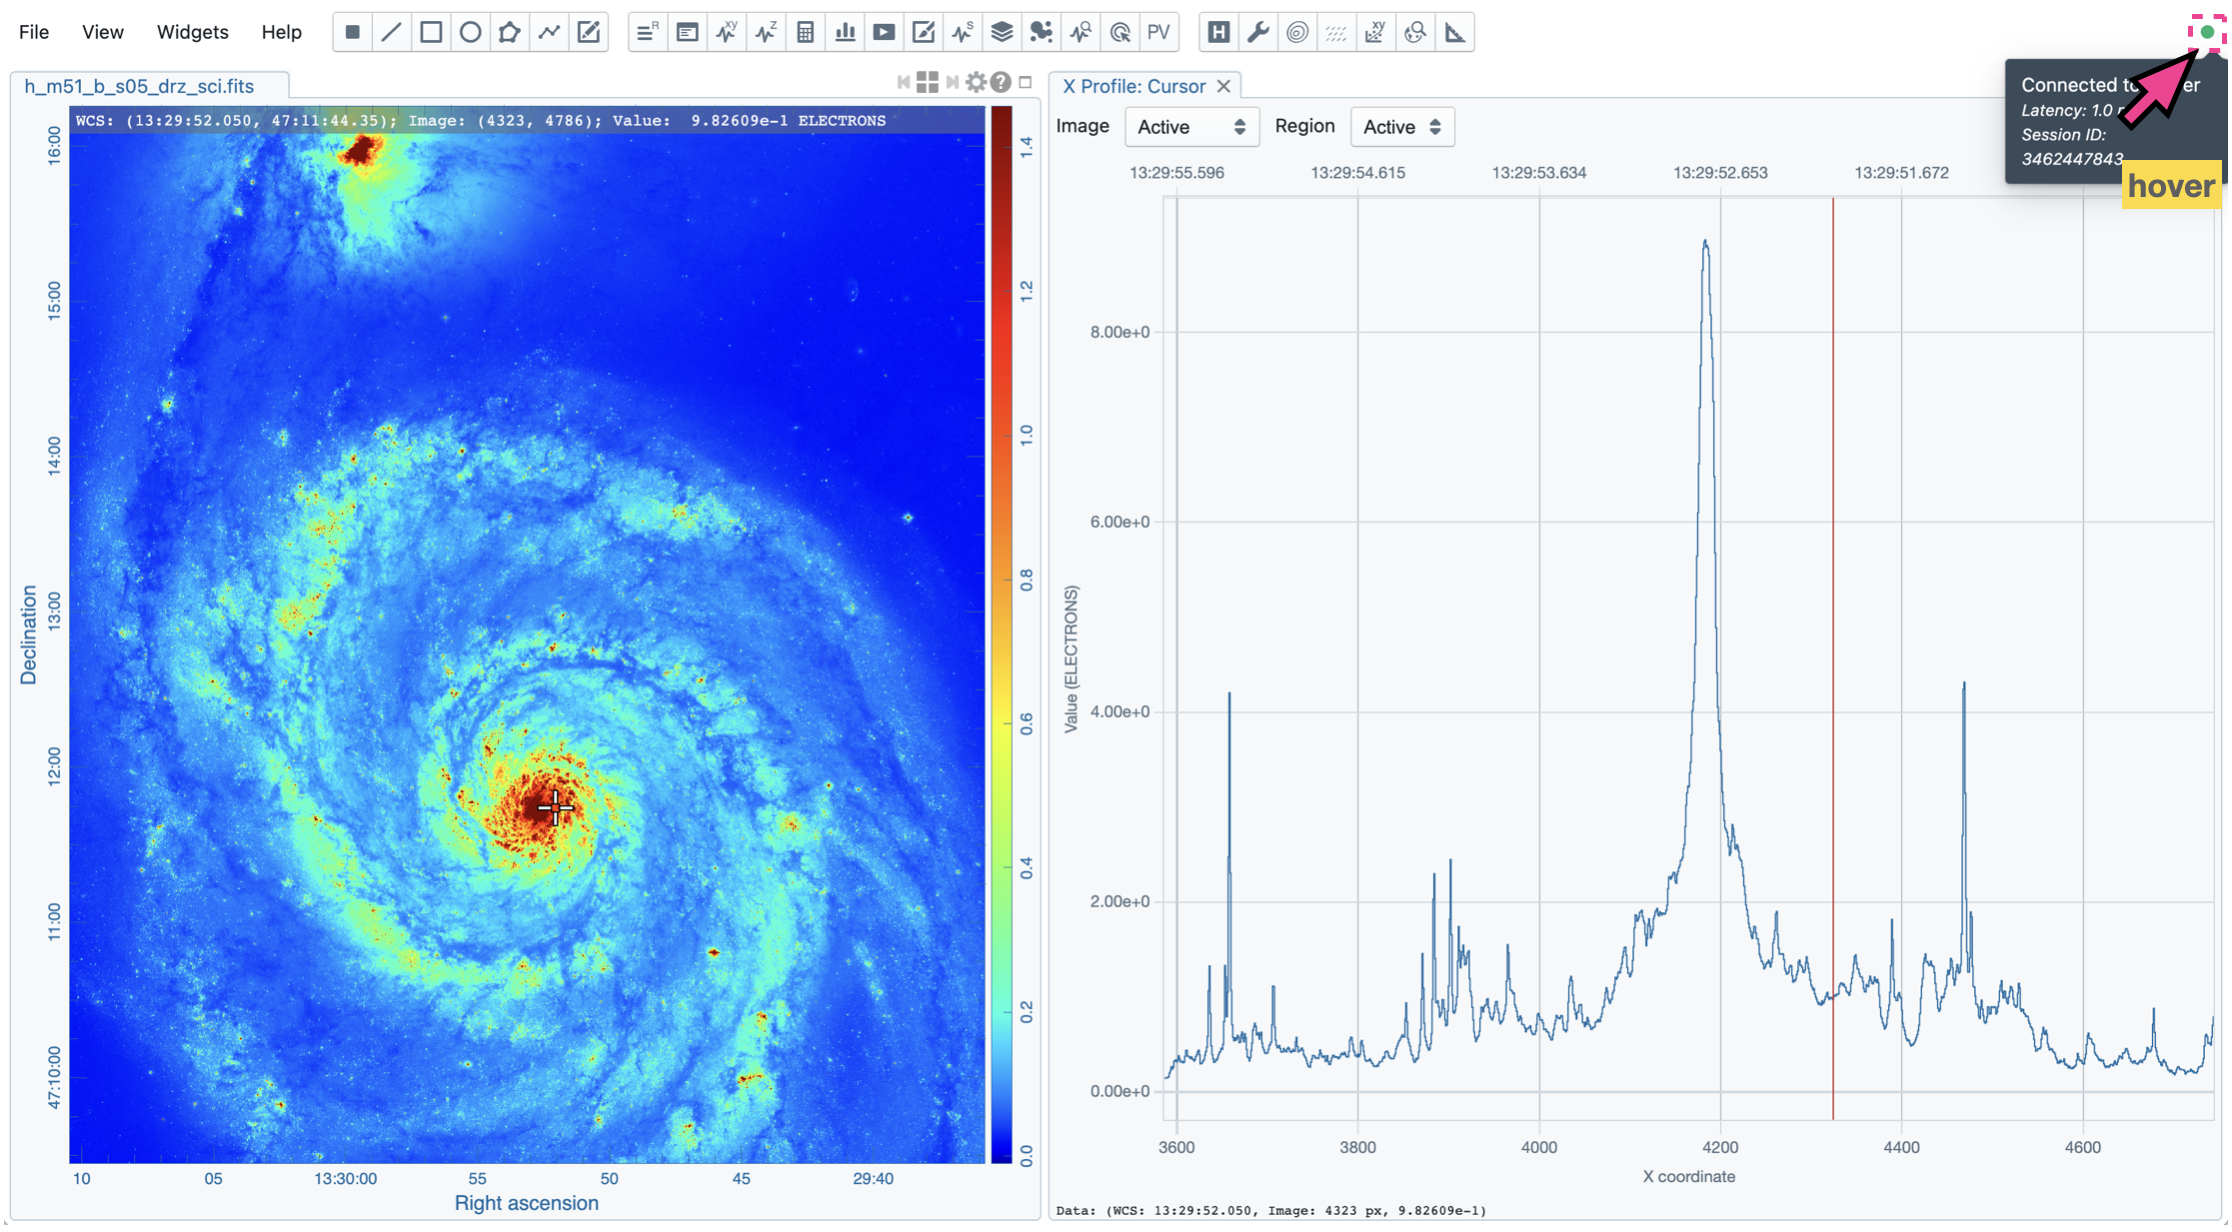 File View Widgets Help
R XY Z S PV H xy
h_m51_b_s05_drz_sci.fits
WCS: (13:29:52.050, 47:11:44.35); Image: (4323, 4786); Value: 9.82609e-1 ELECTRONS
16:00
15:00
14:00
13:00
12:00
11:00
47:10:00
Declination
10 05 13:30:00 55 50 45 29:40
Right ascension
1.4
1.2
1.0
0.8
0.6
0.4
0.2
0.0
X Profile: Cursor
Image Active Region Active
13:29:55.596 13:29:54.615 13:29:53.634 13:29:52.653 13:29:51.672
8.00e+0
6.00e+0
4.00e+0
2.00e+0
0.00e+0
Value (ELECTRONS)
3600 3800 4000 4200 4400 4600
X coordinate
Data: (WCS: 13:29:52.050, Image: 4323 px, 9.82609e-1)
Connected
Latency: 1.0
Session ID:
3462447843
hover